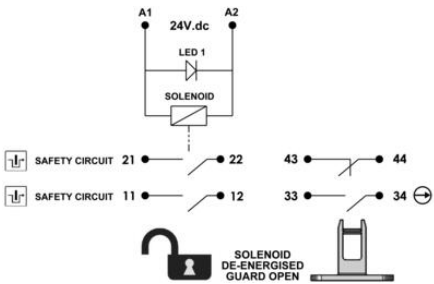 A1 A2
24V.dc
LED 1
SOLENOID
SAFETY CIRCUIT 21 22 43 44
SAFETY CIRCUIT 11 12 33 34
SOLENOID
DE-ENERGISED
GUARD OPEN